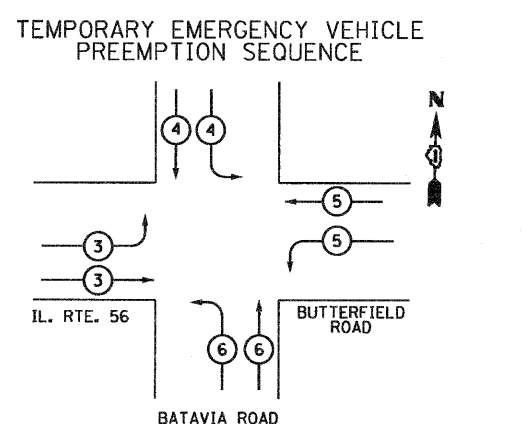 TEMPORARY EMERGENCY VEHICLE
PREEMPTION SEQUENCE
N
4 4
5
5
3
3
IL. RTE. 56
BUTTERFIELD
ROAD
6 6
BATAVIA ROAD